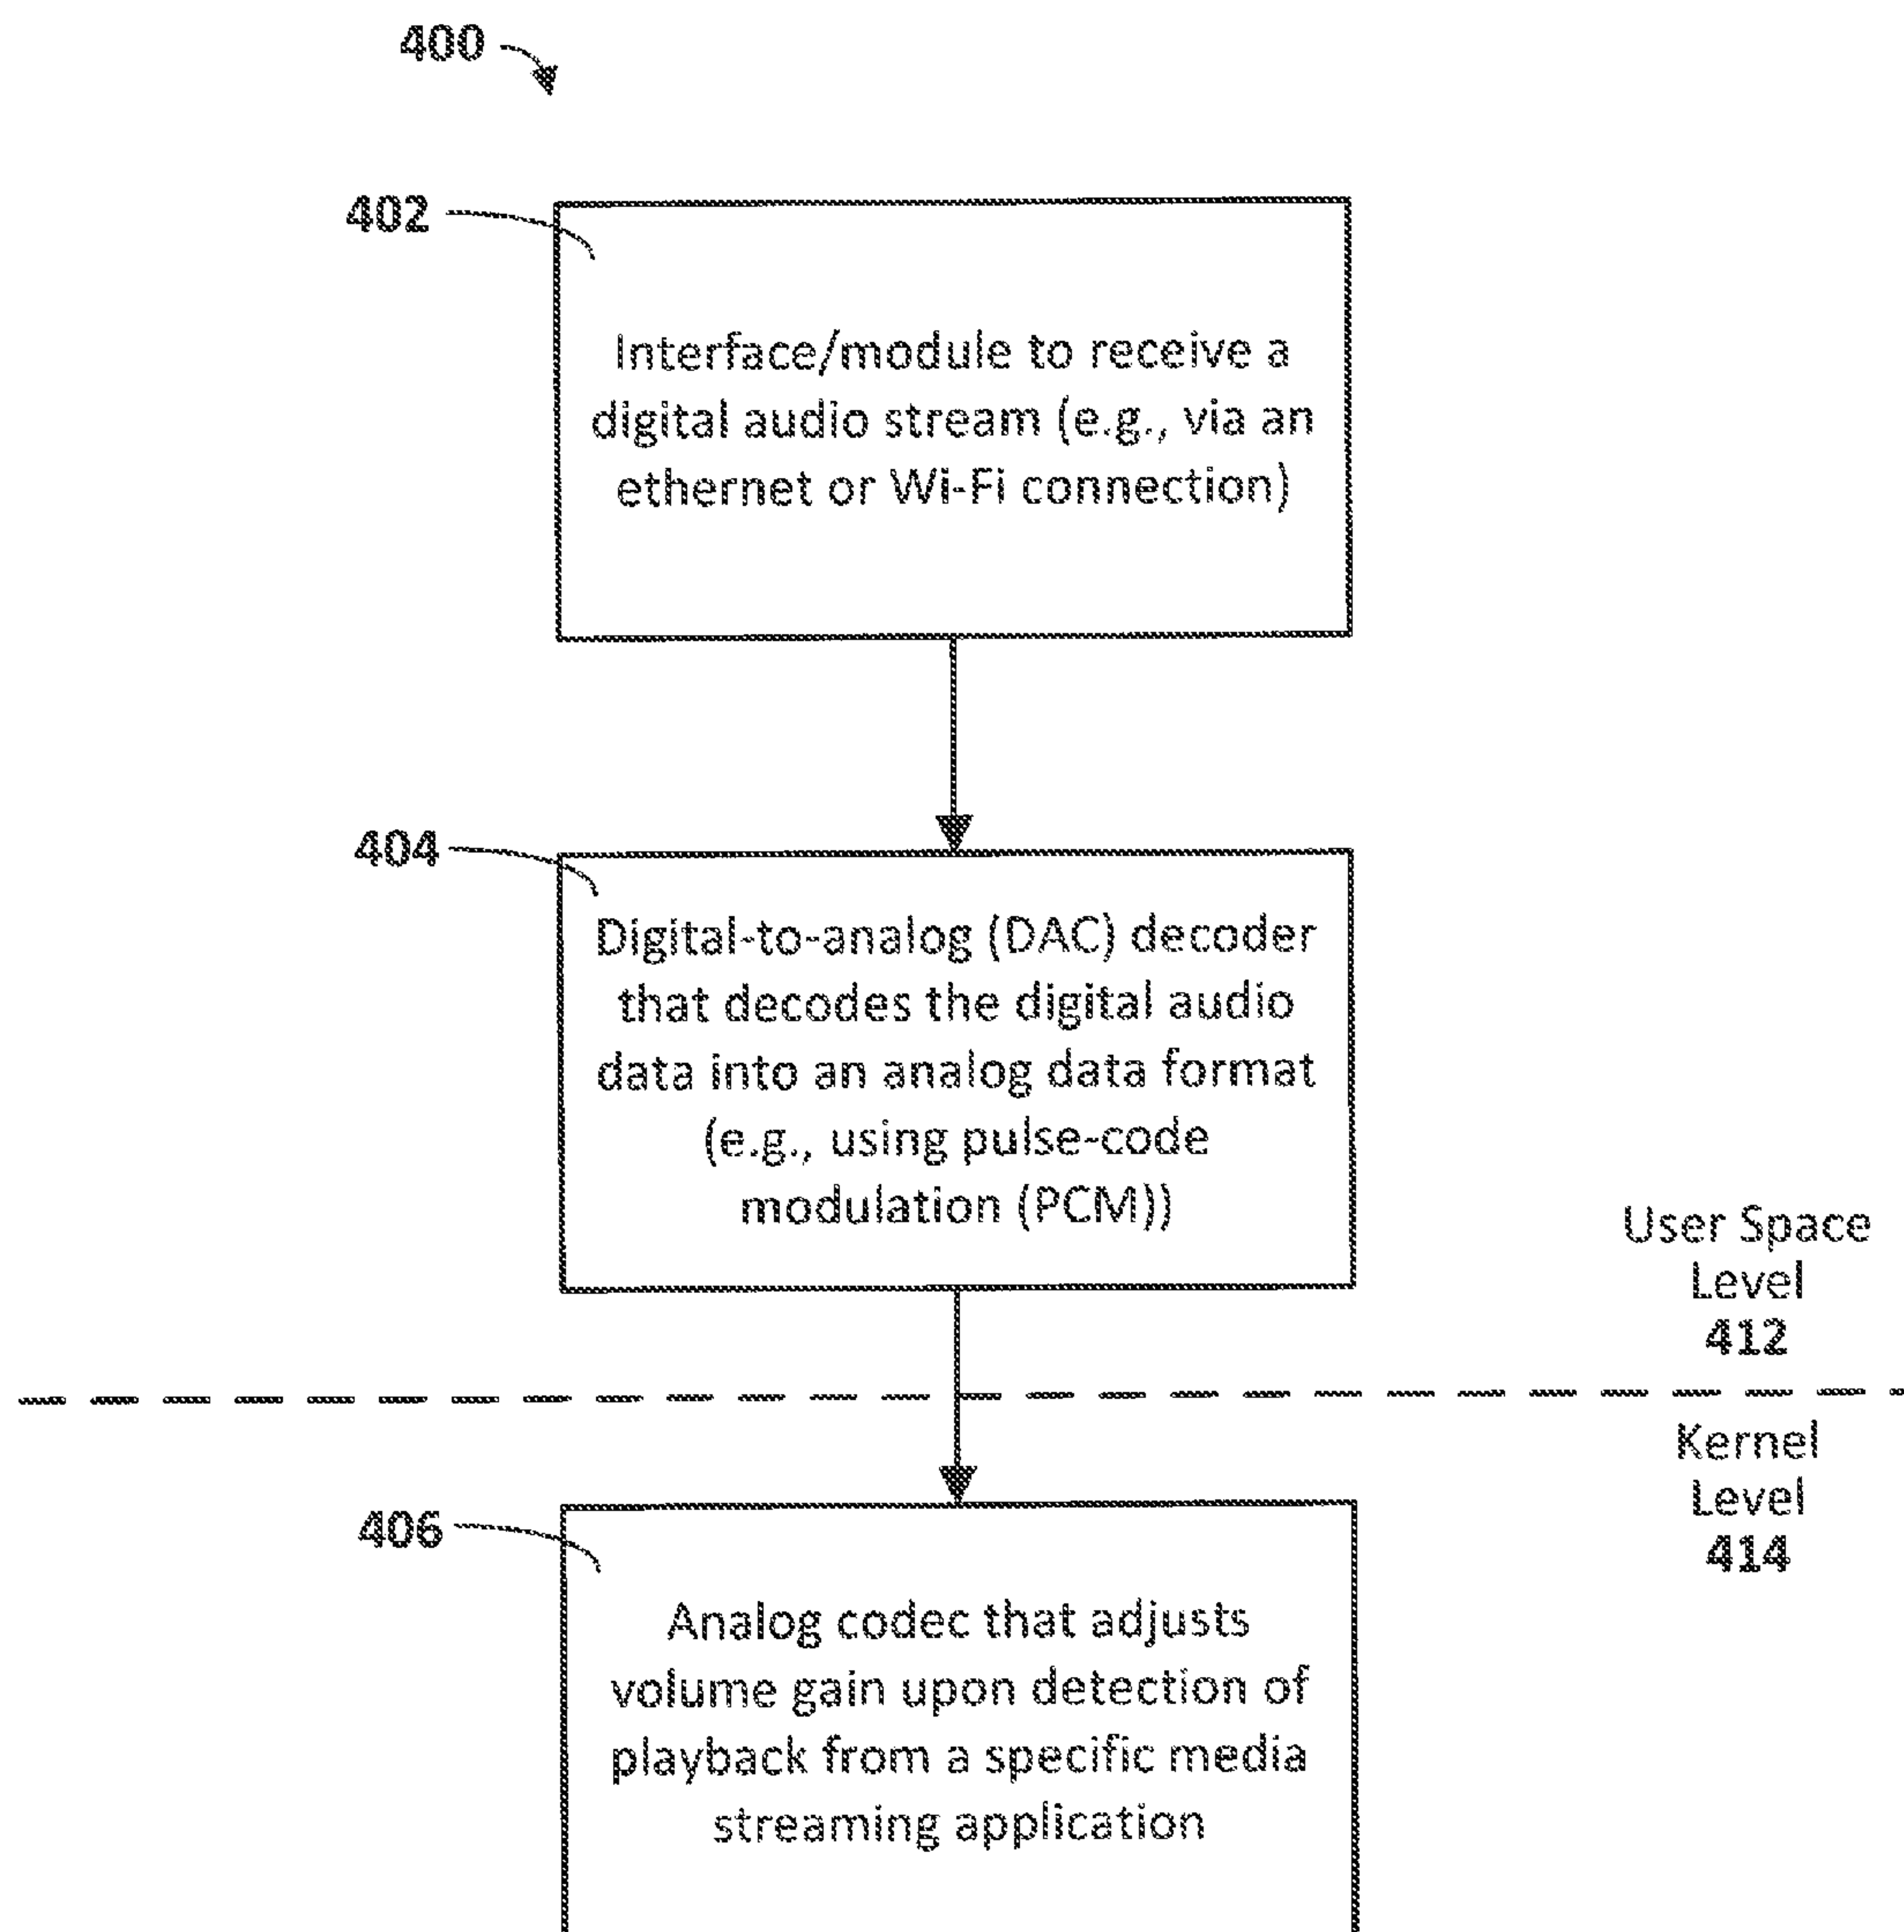 400
402
Interface/module to receive a
digital audio stream (e.g., via an
ethernet or Wi-Fi connection)
404
Digital-to-analog (DAC) decoder
that decodes the digital audio
data into an analog data format
(e.g., using pulse-code
modulation (PCM))
User Space
Level
412
Kernel
Level
414
406
Analog codec that adjusts
volume gain upon detection of
playback from a specific media
streaming application